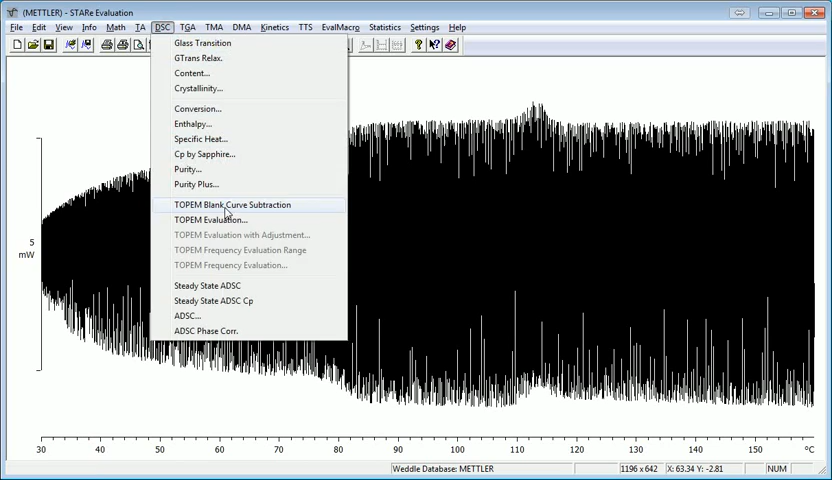 (METTLER) - STARe Evaluation
File Edit View Info Math TA DSC TGA TMA DMA Kinetics TTS EvalMacro Statistics Settings Help
Glass Transition
GTrans Relax.
Content...
Crystallinity...
Conversion...
Enthalpy...
Specific Heat...
Cp by Sapphire...
Purity...
Purity Plus...
TOPEM Blank Curve Subtraction
TOPEM Evaluation...
TOPEM Evaluation with Adjustment...
TOPEM Frequency Evaluation Range
TOPEM Frequency Evaluation...
Steady State ADSC
Steady State ADSC Cp
ADSC...
ADSC Phase Corr.
5
mW
30 40 50 60 70 80 90 100 110 120 130 140 150 °C
Weddle Database: METTLER 1196 x 642 X: 63.34 Y: -2.81 NUM